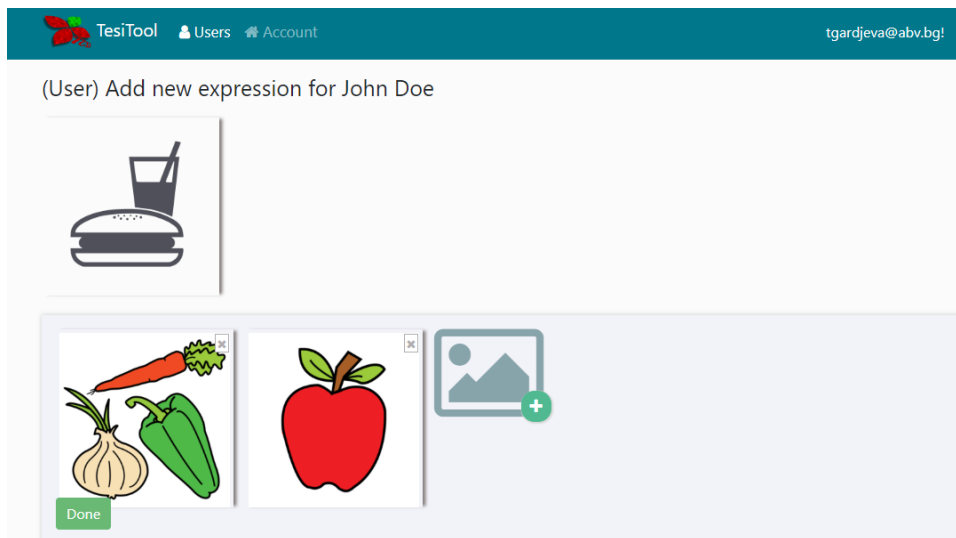 TesiTool Users Account tgardjeva@abv.bg!
(User) Add new expression for John Doe
Done